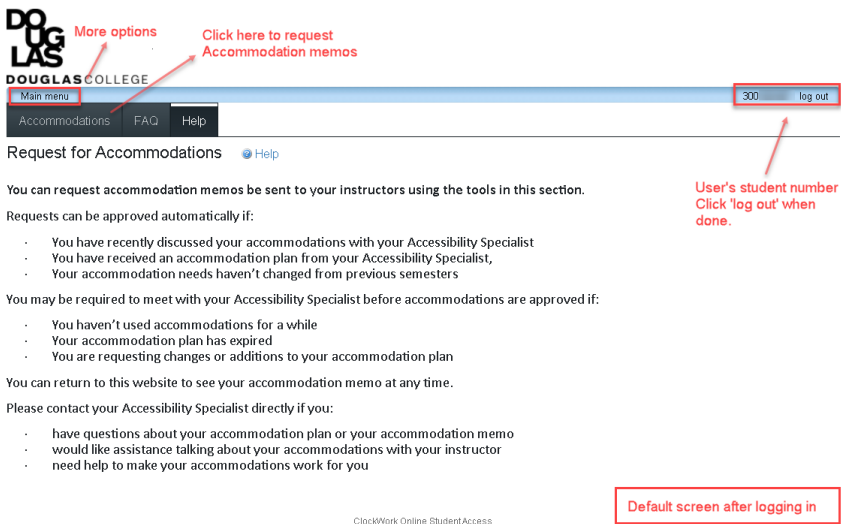 DO
UG
LAS
DOUGLASCOLLEGE
More options
Click here to request
Accommodation memos
Main menu
300
log out
Accommodations
FAQ
Help
Request for Accommodations
Help
User's student number
Click 'log out' when
done.
You can request accommodation memos be sent to your instructors using the tools in this section.
Requests can be approved automatically if:
· You have recently discussed your accommodations with your Accessibility Specialist
· You have received an accommodation plan from your Accessibility Specialist,
· Your accommodation needs haven't changed from previous semesters
You may be required to meet with your Accessibility Specialist before accommodations are approved if:
· You haven't used accommodations for a while
· Your accommodation plan has expired
· You are requesting changes or additions to your accommodation plan
You can return to this website to see your accommodation memo at any time.
Please contact your Accessibility Specialist directly if you:
· have questions about your accommodation plan or your accommodation memo
· would like assistance talking about your accommodations with your instructor
· need help to make your accommodations work for you
Default screen after logging in
ClockWork Online StudentAccess